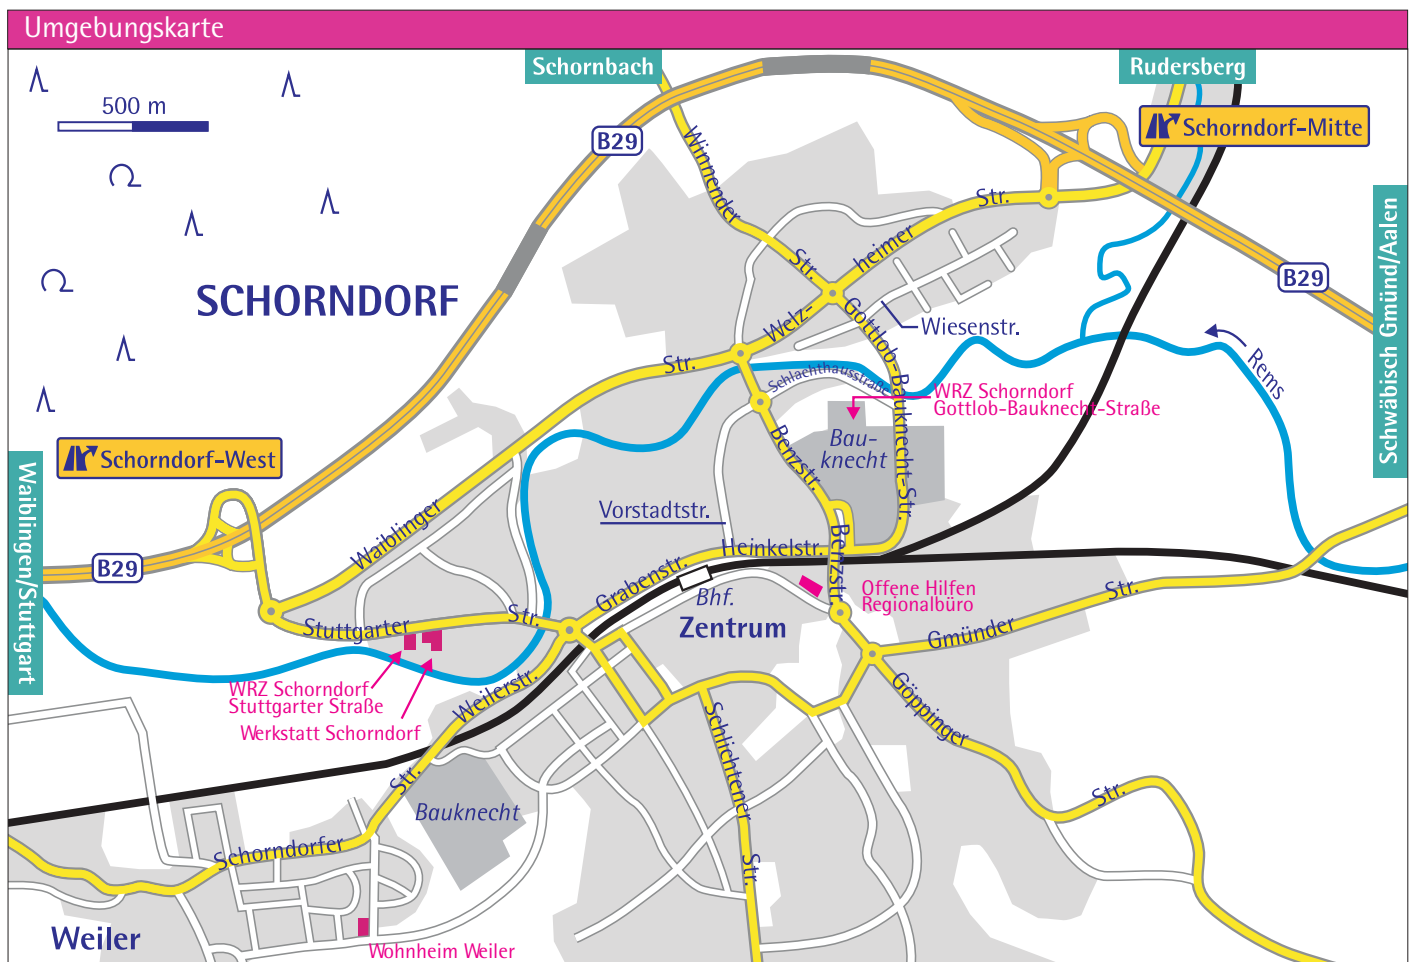 Umgebungskarte
Schornbach
Rudersberg
500 m
B29
Schorndorf-Mitte
Winnender
Str.
Str.
heimer
Schwäbisch Gmünd/Aalen
B29
SCHORNDORF
Welz-
Gottlob-Bauknecht-Str.
Wiesenstr.
Rems
Str.
Schlachthausstraße
WRZ Schorndorf
Gottlob-Bauknecht-Straße
Bau-
knecht
Benzstr.
Schorndorf-West
Waiblingen/Stuttgart
Waiblinger
Vorstadtstr.
Heinkelstr.
Benzstr.
B29
Grabenstr.
Bhf.
Offene Hilfen
Regionalbüro
Str.
Stuttgarter
Str.
Zentrum
Gmünder
WRZ Schorndorf
Stuttgarter Straße
Werkstatt Schorndorf
Weilerstr.
Göppinger
Schlichtener
Str.
Str.
Bauknecht
Schorndorfer
Str.
Weiler
Wohnheim Weiler